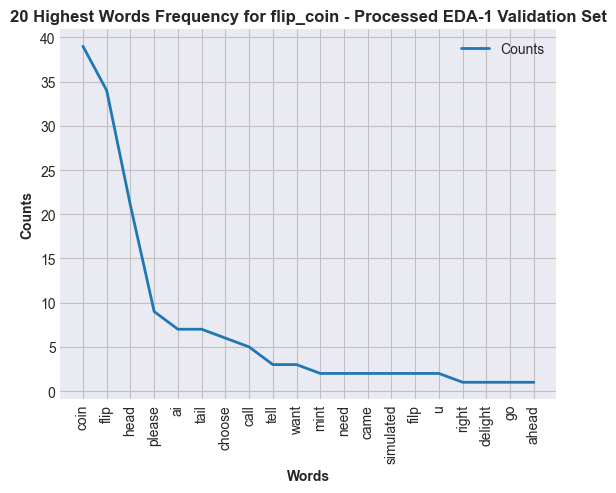 20 Highest Words Frequency for flip_coin - Processed EDA-1 Validation Set
Counts
40
35
30
25
20
15
10
5
0
Counts
coin
flip
head
please
ai
tail
choose
call
tell
want
mint
need
came
simulated
filp
u
right
delight
go
ahead
Words